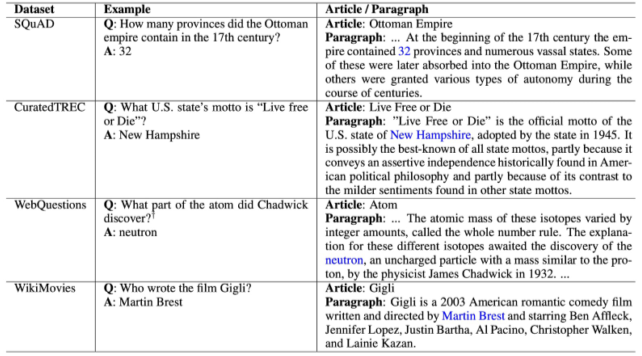 Dataset Example Article / Paragraph
SQuAD Q: How many provinces did the Ottoman Article: Ottoman Empire
empire contain in the 17th century? Paragraph: ... At the beginning of the 17th century the em-
A: 32 pire contained 32 provinces and numerous vassal states. Some
of these were later absorbed into the Ottoman Empire, while
others were granted various types of autonomy during the
course of centuries.
CuratedTREC Q: What U.S. state's motto is “Live free Article: Live Free or Die
or Die”? Paragraph: ”Live Free or Die” is the official motto of the
A: New Hampshire U.S. state of New Hampshire, adopted by the state in 1945. It
is possibly the best-known of all state mottos, partly because it
conveys an assertive independence historically found in Amer-
ican political philosophy and partly because of its contrast to
the milder sentiments found in other state mottos.
WebQuestions Q: What part of the atom did Chadwick Article: Atom
discover?† Paragraph: ... The atomic mass of these isotopes varied by
A: neutron integer amounts, called the whole number rule. The explana-
tion for these different isotopes awaited the discovery of the
neutron, an uncharged particle with a mass similar to the pro-
ton, by the physicist James Chadwick in 1932. ...
WikiMovies Q: Who wrote the film Gigli? Article: Gigli
A: Martin Brest Paragraph: Gigli is a 2003 American romantic comedy film
written and directed by Martin Brest and starring Ben Affleck,
Jennifer Lopez, Justin Bartha, Al Pacino, Christopher Walken,
and Lainie Kazan.